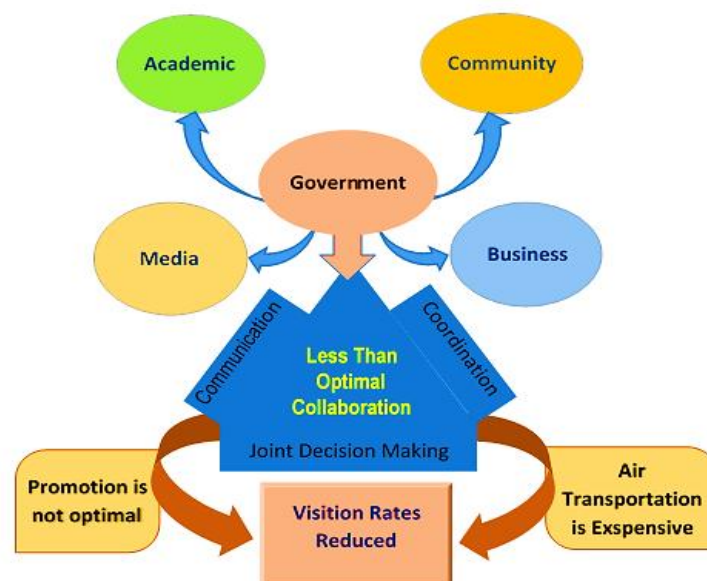 Academic
Community
Government
Media
Business
Communication
Coordination
Less Than
Optimal
Collaboration
Joint Decision Making
Promotion is
not optimal
Air
Transportation
is Exspensive
Visition Rates
Reduced